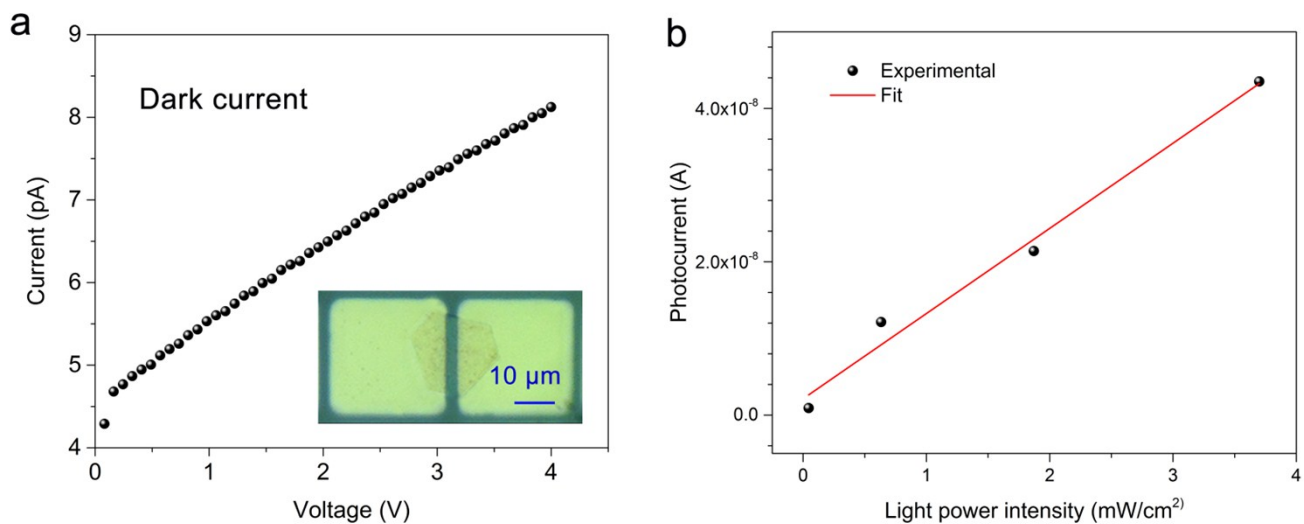 a
9
8
7
6
5
4
Current (pA)
Dark current
10 μm
0
1
2
3
4
Voltage (V)
b
Experimental
Fit
4.0x10⁻⁸
2.0x10⁻⁸
0.0
Photocurrent (A)
0
1
2
3
4
Light power intensity (mW/cm²⁾